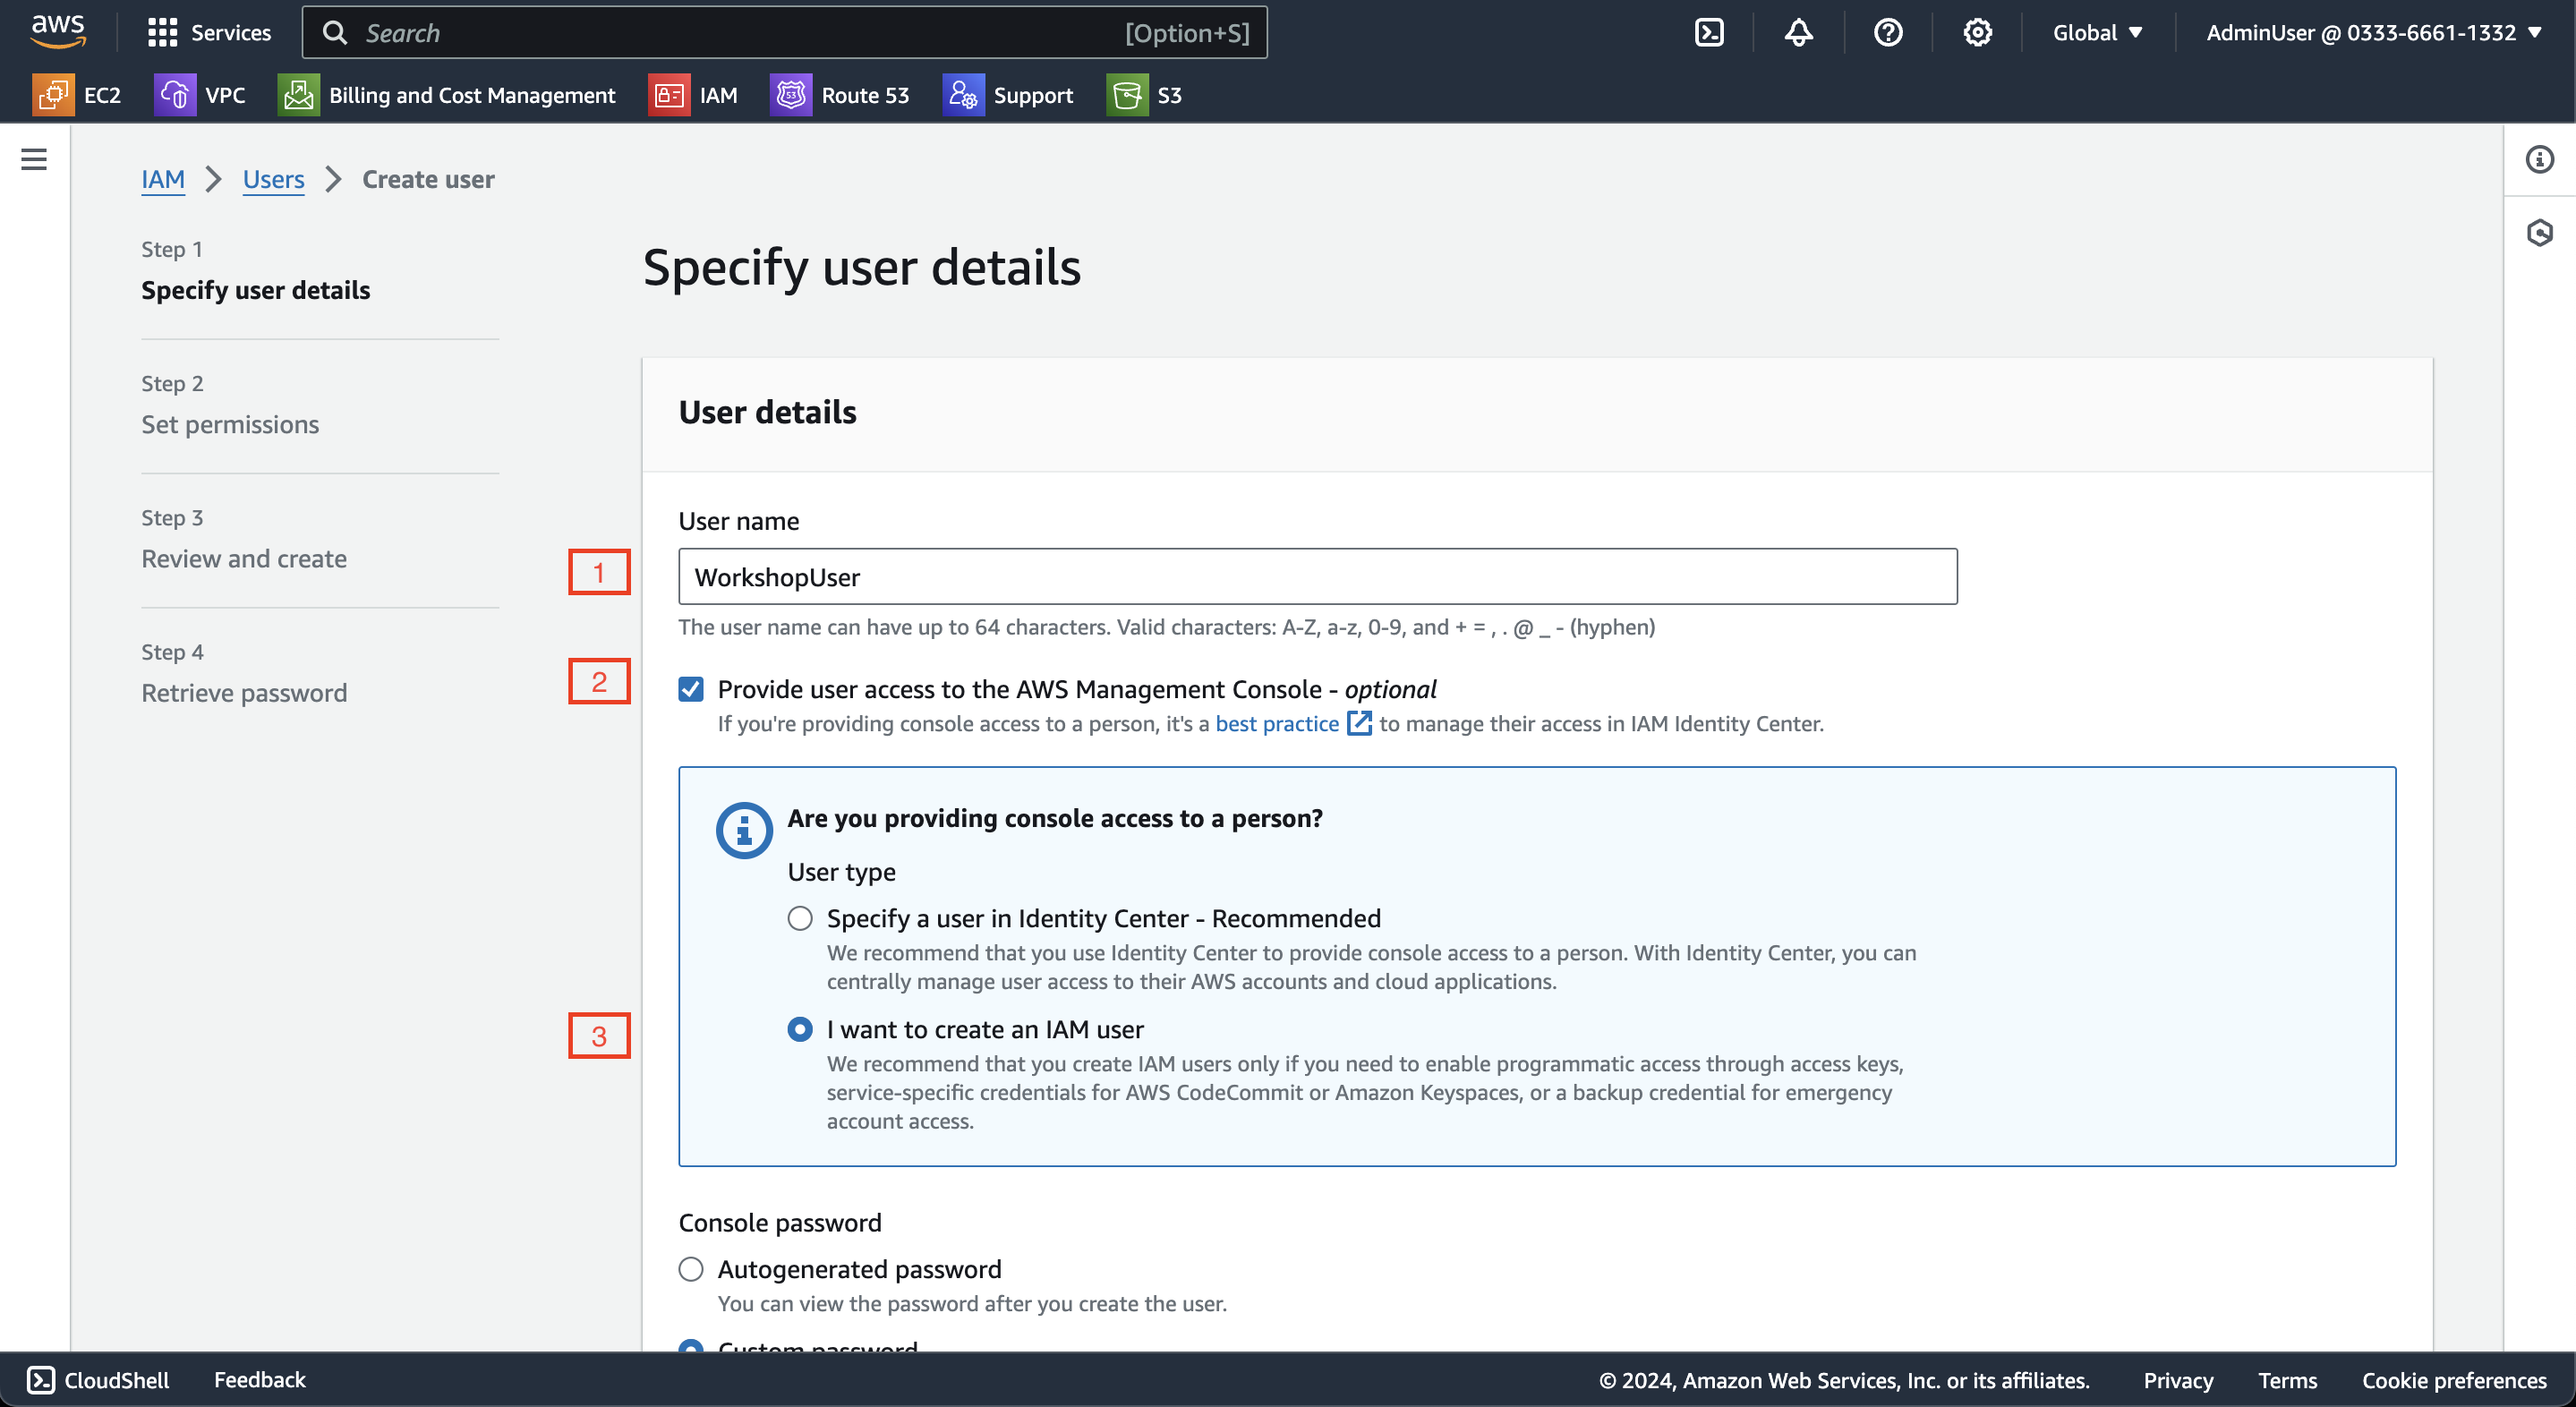 aws
Services
Search
[Option+S]
Global
AdminUser @ 0333-6661-1332
EC2
VPC
Billing and Cost Management
IAM
53
Route 53
Support
S3
IAM
Users
Create user
Step 1
Specify user details
Step 2
Set permissions
Step 3
Review and create
Step 4
Retrieve password
Specify user details
User details
User name
1
WorkshopUser
The user name can have up to 64 characters. Valid characters: A-Z, a-z, 0-9, and + = , . @ _ - (hyphen)
2
Provide user access to the AWS Management Console - optional
If you're providing console access to a person, it's a best practice to manage their access in IAM Identity Center.
Are you providing console access to a person?
User type
Specify a user in Identity Center - Recommended
We recommend that you use Identity Center to provide console access to a person. With Identity Center, you can
centrally manage user access to their AWS accounts and cloud applications.
3
I want to create an IAM user
We recommend that you create IAM users only if you need to enable programmatic access through access keys,
service-specific credentials for AWS CodeCommit or Amazon Keyspaces, or a backup credential for emergency
account access.
Console password
Autogenerated password
You can view the password after you create the user.
Custom password
CloudShell
Feedback
© 2024, Amazon Web Services, Inc. or its affiliates.
Privacy
Terms
Cookie preferences